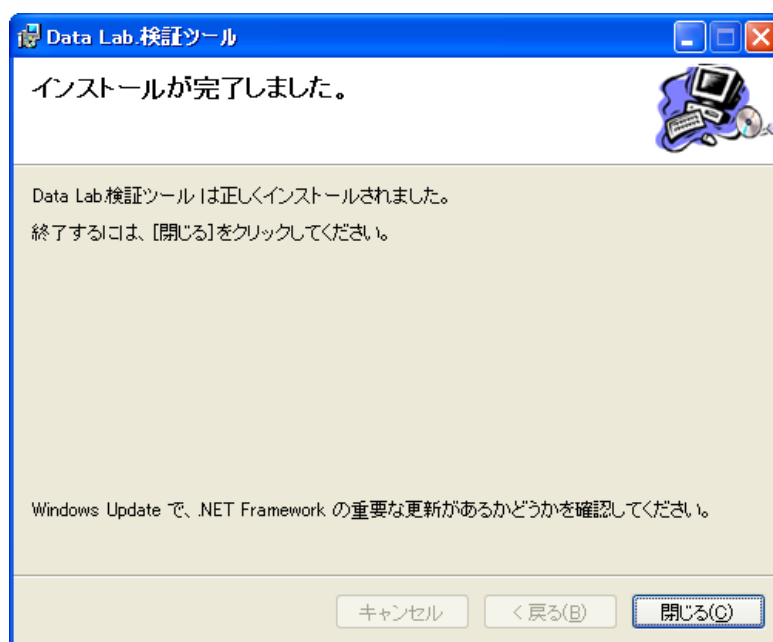 Data Lab.検証ツール
インストールが完了しました。
Data Lab.検証ツール は正しくインストールされました。
終了するには、[閉じる]をクリックしてください。
Windows Update で、.NET Framework の重要な更新があるかどうかを確認してください。
キャンセル
< 戻る(B)
閉じる(C)